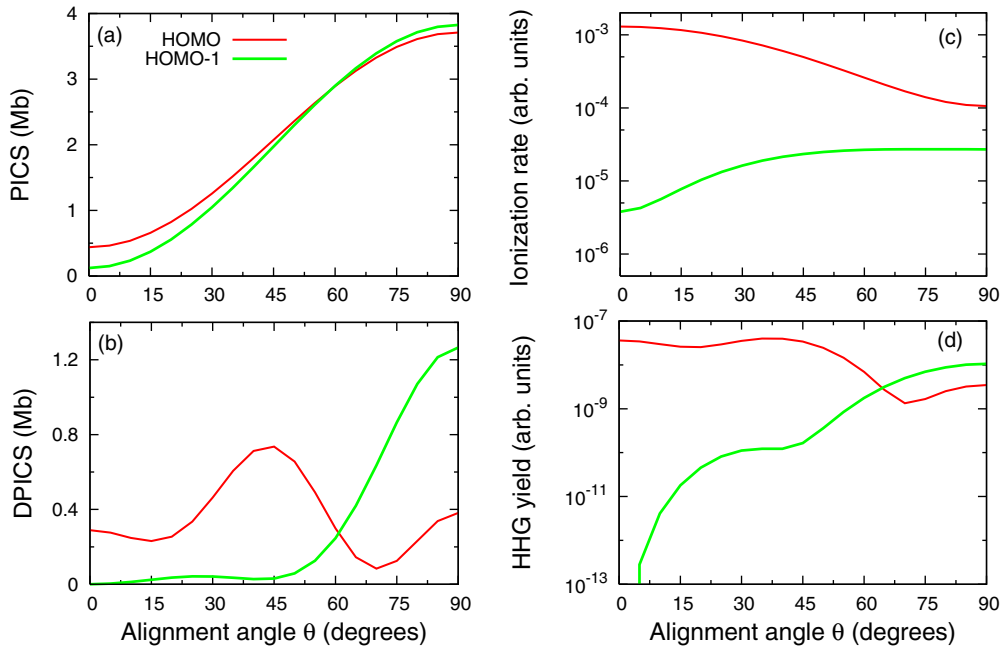 (a)
HOMO
HOMO-1
PICS (Mb)
4
3
2
1
0
0 15 30 45 60 75 90
(b)
DPICS (Mb)
1.2
0.8
0.4
0
0 15 30 45 60 75 90
Alignment angle θ (degrees)
(c)
Ionization rate (arb. units)
10⁻³
10⁻⁴
10⁻⁵
10⁻⁶
0 15 30 45 60 75 90
(d)
HHG yield (arb. units)
10⁻⁷
10⁻⁹
10⁻¹¹
10⁻¹³
0 15 30 45 60 75 90
Alignment angle θ (degrees)